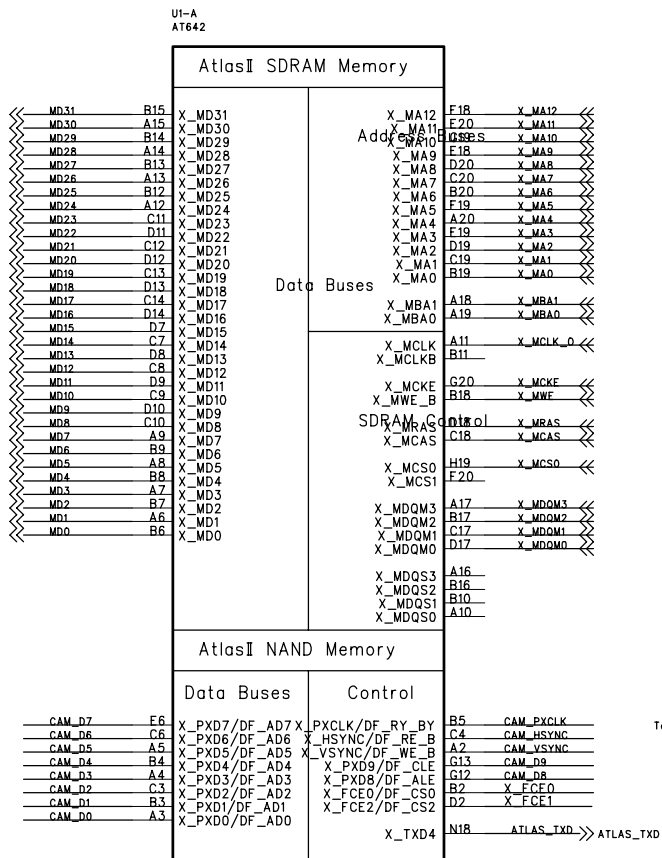 U1-A
AT642
AtlasⅡ SDRAM Memory
MD31 B15 X_MD31 X_MA12 F18 X_MA12
MD30 A15 X_MD30 X_MA11 E20 X_MA11
Address Buses
MD29 B14 X_MD29 X_MA10 G19 X_MA10
MD28 A14 X_MD28 X_MA9 E18 X_MA9
MD27 B13 X_MD27 X_MA8 D20 X_MA8
MD26 A13 X_MD26 X_MA7 C20 X_MA7
MD25 B12 X_MD25 X_MA6 B20 X_MA6
MD24 A12 X_MD24 X_MA5 F19 X_MA5
MD23 C11 X_MD23 X_MA4 A20 X_MA4
MD22 D11 X_MD22 X_MA3 E19 X_MA3
MD21 C12 X_MD21 X_MA2 D19 X_MA2
MD20 D12 X_MD20 X_MA1 C19 X_MA1
MD19 C13 X_MD19 X_MA0 B19 X_MA0
Data Buses
MD18 D13 X_MD18
MD17 C14 X_MD17 X_MBA1 A18 X_MBA1
MD16 D14 X_MD16 X_MBA0 A19 X_MBA0
MD15 D7 X_MD15
MD14 C7 X_MD14 X_MCLK A11 X_MCLK_O
MD13 D8 X_MD13 X_MCLKB B11
MD12 C8 X_MD12
MD11 D9 X_MD11 X_MCKE G20 X_MCKE
MD10 C9 X_MD10 X_MWE_B B18 X_MWE
MD9 D10 X_MD9
SDRAM Control
MD8 C10 X_MD8 X_MRAS D18 X_MRAS
MD7 A9 X_MD7 X_MCAS C18 X_MCAS
MD6 B9 X_MD6
MD5 A8 X_MD5 X_MCS0 H19 X_MCS0
MD4 B8 X_MD4 X_MCS1 F20
MD3 A7 X_MD3
MD2 B7 X_MD2 X_MDQM3 A17 X_MDQM3
MD1 A6 X_MD1 X_MDQM2 B17 X_MDQM2
MD0 B6 X_MD0 X_MDQM1 C17 X_MDQM1
X_MDQM0 D17 X_MDQM0
X_MDQS3 A16
X_MDQS2 B16
X_MDQS1 B10
X_MDQS0 A10
AtlasⅡ NAND Memory
Data Buses Control
CAM_D7 E6 X_PXD7/DF_AD7 X_PXCLK/DF_RY_BY B5 CAM_PXCLK
CAM_D6 C6 X_PXD6/DF_AD6 X_HSYNC/DF_RE_B C4 CAM_HSYNC
CAM_D5 A5 X_PXD5/DF_AD5 X_VSYNC/DF_WE_B A2 CAM_VSYNC
CAM_D4 B4 X_PXD4/DF_AD4 X_PXD9/DF_CLE G13 CAM_D9
CAM_D3 A4 X_PXD3/DF_AD3 X_PXD8/DF_ALE G12 CAM_D8
CAM_D2 C3 X_PXD2/DF_AD2 X_FCE0/DF_CS0 B2 X_FCE0
CAM_D1 B3 X_PXD1/DF_AD1 X_FCE2/DF_CS2 D2 X_FCE1
CAM_D0 A3 X_PXD0/DF_AD0
X_TXD4 N18 ATLAS_TXD ATLAS_TXD